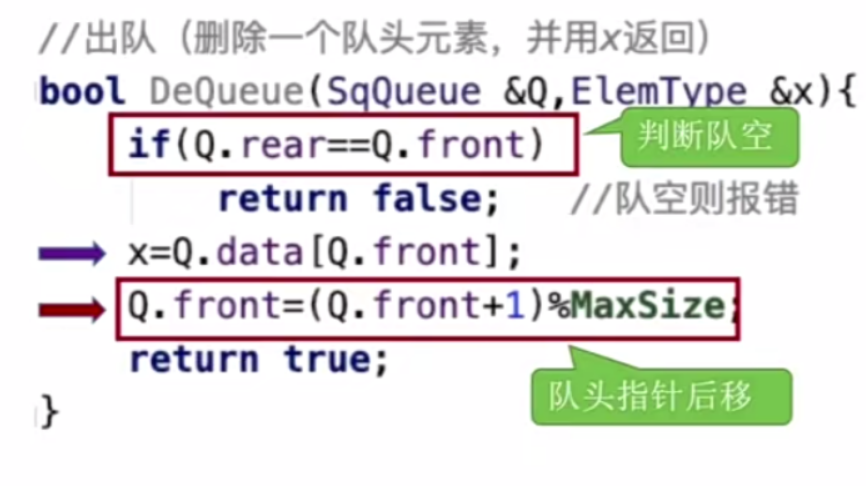 //出队（删除一个队头元素，并用x返回）
bool DeQueue(SqQueue &Q,ElemType &x){
if(Q.rear==Q.front)
判断队空
return false; //队空则报错
x=Q.data[Q.front];
Q.front=(Q.front+1)%MaxSize;
return true;
队头指针后移
}